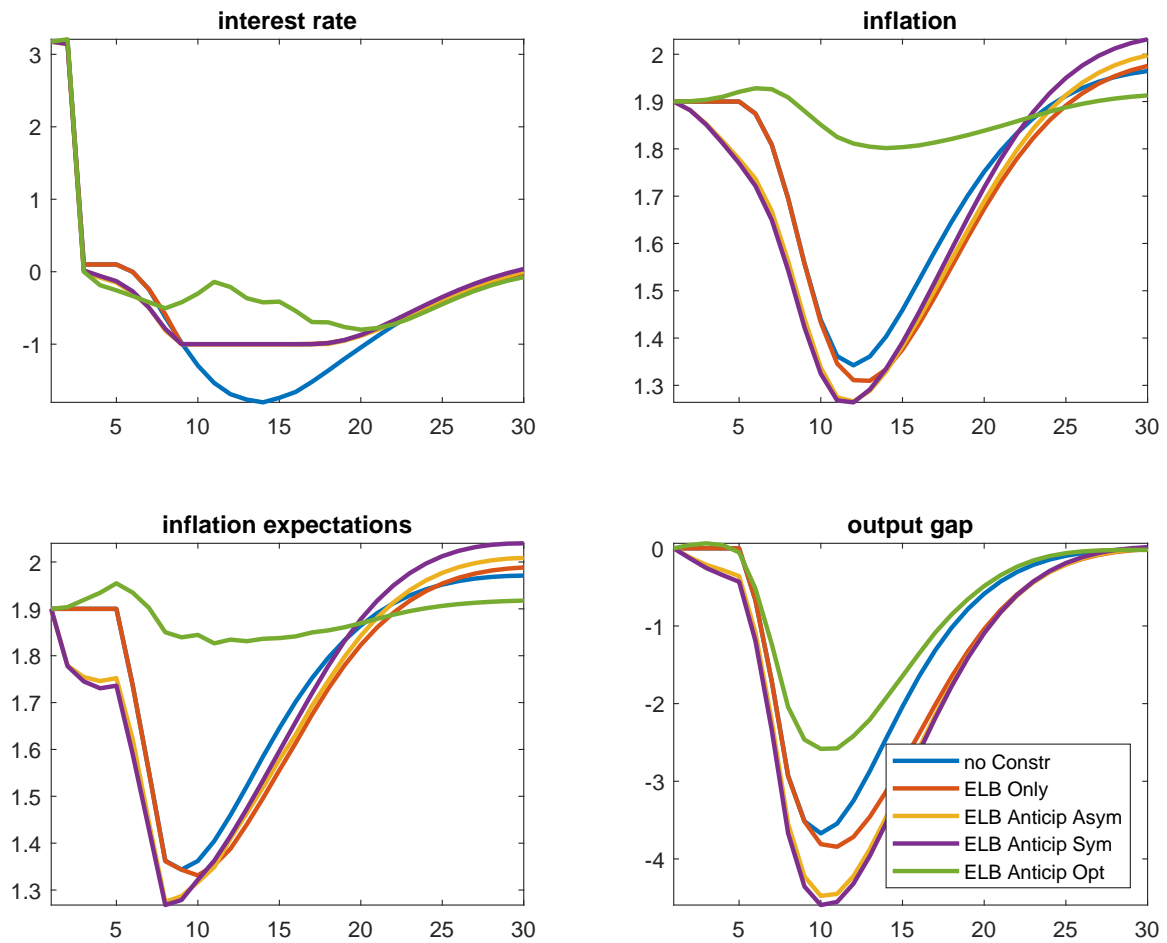 interest rate
3
2
1
0
-1
5 10 15 20 25 30
inflation
2
1.9
1.8
1.7
1.6
1.5
1.4
1.3
5 10 15 20 25 30
inflation expectations
2
1.9
1.8
1.7
1.6
1.5
1.4
1.3
5 10 15 20 25 30
output gap
0
-1
-2
-3
-4
5 10 15 20 25 30
no Constr
ELB Only
ELB Anticip Asym
ELB Anticip Sym
ELB Anticip Opt